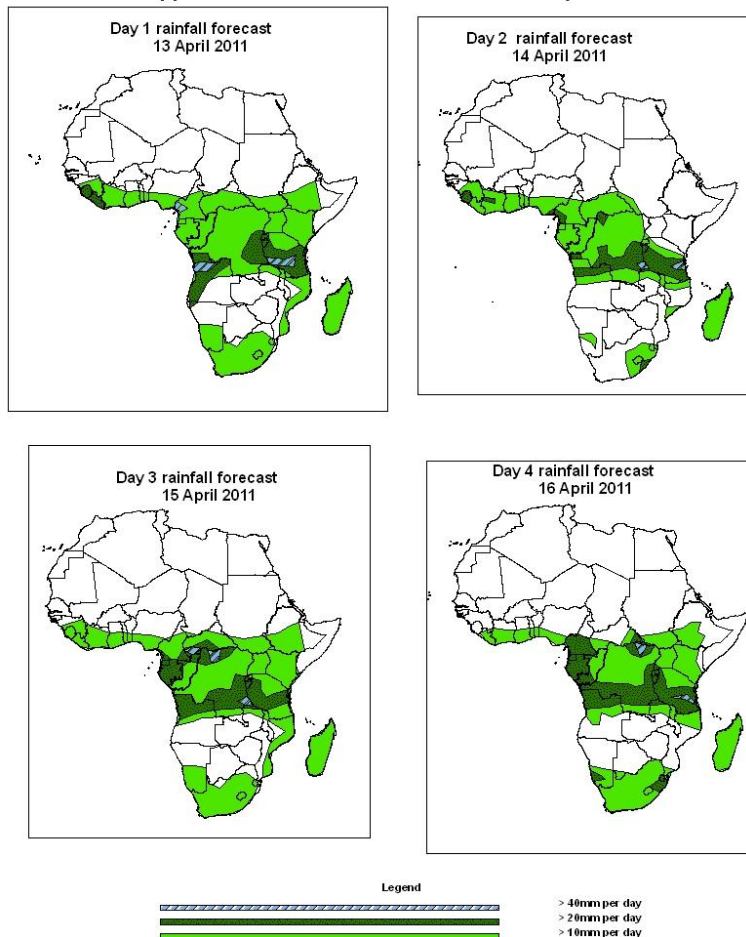 Day 1 rainfall forecast
13 April 2011
Day 2 rainfall forecast
14 April 2011
Day 3 rainfall forecast
15 April 2011
Day 4 rainfall forecast
16 April 2011
Legend
> 40mm per day
> 20mm per day
> 10mm per day